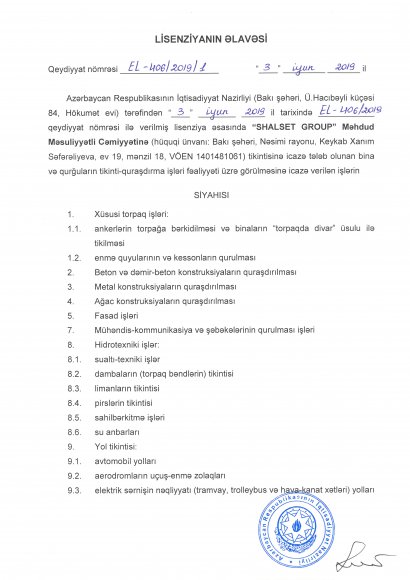 LİSENZİYANIN ƏLAVƏSİ
Qeydiyyat nömrəsi EL-406/2019/1 "3" iyun 2019 il
Azərbaycan Respublikasının İqtisadiyyat Nazirliyi (Bakı şəhəri, Ü.Hacıbəyli küçəsi
84, Hökumət evi) tərəfindən "3" iyun 2019 il tarixində EL-406/2019
qeydiyyat nömrəsi ilə verilmiş lisenziya əsasında "SHALSET GROUP" Məhdud
Məsuliyyətli Cəmiyyətinə (hüquqi ünvanı: Bakı şəhəri, Nəsimi rayonu, Keykab Xanım
Səfərəliyeva, ev 19, mənzil 18, VÖEN 1401481061) tikintisinə icazə tələb olunan bina
və qurğuların tikinti-quraşdırma işləri fəaliyyəti üzrə görülməsinə icazə verilən işlərin
SİYAHISI
1. Xüsusi torpaq işləri:
1.1. ankerlərin torpağa bərkidilməsi və binaların "torpaqda divar" üsulu ilə
tikilməsi
1.2. enmə quyularının və kessonların qurulması
2. Beton və dəmir-beton konstruksiyaların quraşdırılması
3. Metal konstruksiyaların quraşdırılması
4. Ağac konstruksiyaların quraşdırılması
5. Fasad işləri
7. Mühəndis-kommunikasiya və şəbəkələrinin qurulması işləri
8. Hidrotexniki işlər:
8.1. sualtı-texniki işlər
8.2. dambaların (torpaq bəndlərin) tikintisi
8.3. limanların tikintisi
8.4. pirslərin tikintisi
8.5. sahilbərkitmə işləri
8.6. su anbarları
9. Yol tikintisi:
9.1. avtomobil yolları
9.2. aerodromların uçuş-enmə zolaqları
9.3. elektrik sərnişin nəqliyyatı (tramvay, trolleybus və hava-kanat xətləri) yolları
Azərbaycan Respublikasının İqtisadiyyat Nazirliyi